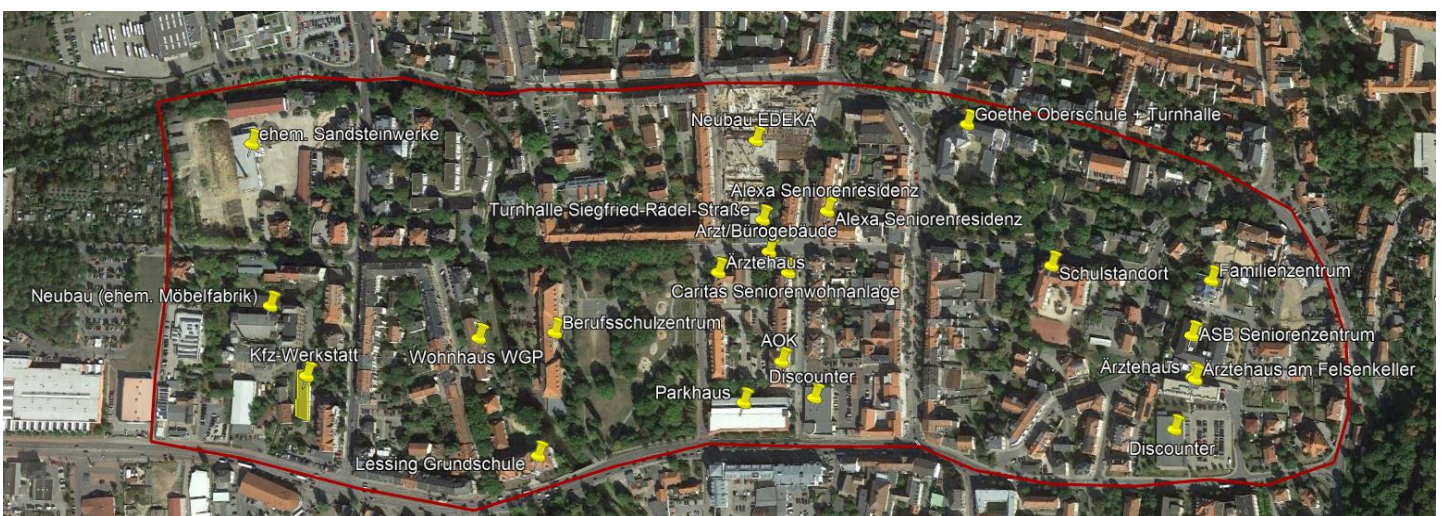 ehem. Sandsteinwerke
Neubau EDEKA
Goethe Oberschule + Turnhalle
Alexa Seniorenresidenz
Turnhalle Siegfried-Rädel-Straße
Alexa Seniorenresidenz
Arzt/Bürogebäude
Ärztehaus
Schulstandort
Familienzentrum
Neubau (ehem. Möbelfabrik)
Caritas Seniorenwohnanlage
Berufsschulzentrum
ASB Seniorenzentrum
Kfz-Werkstatt
Wohnhaus WGP
AOK
Ärztehaus
Ärztehaus am Felsenkeller
Discounter
Parkhaus
Discounter
Lessing Grundschule